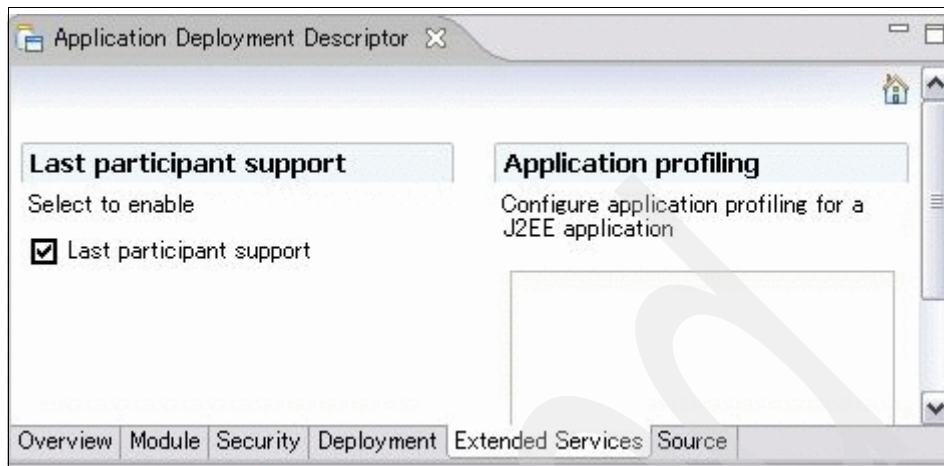 Application Deployment Descriptor
Last participant support
Select to enable
Last participant support
Application profiling
Configure application profiling for a
J2EE application
Overview Module Security Deployment Extended Services Source